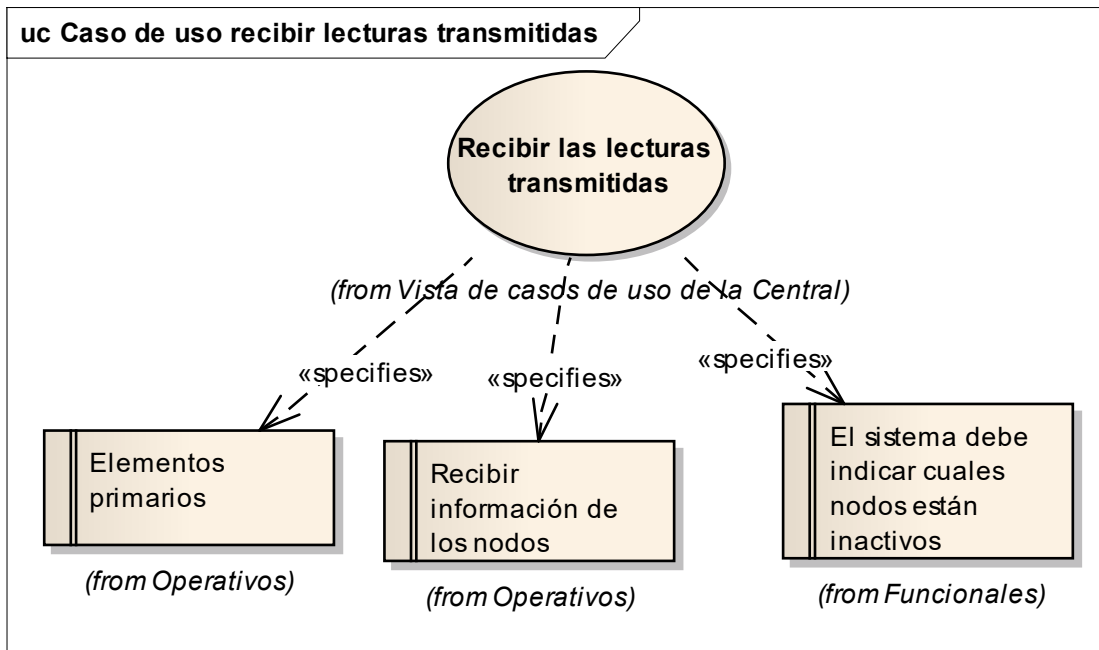 uc Caso de uso recibir lecturas transmitidas
Recibir las lecturas
transmitidas
(from Vista de casos de uso de la Central)
«specifies»
«specifies»
«specifies»
Elementos
primarios
(from Operativos)
Recibir
información de
los nodos
(from Operativos)
El sistema debe
indicar cuales
nodos están
inactivos
(from Funcionales)